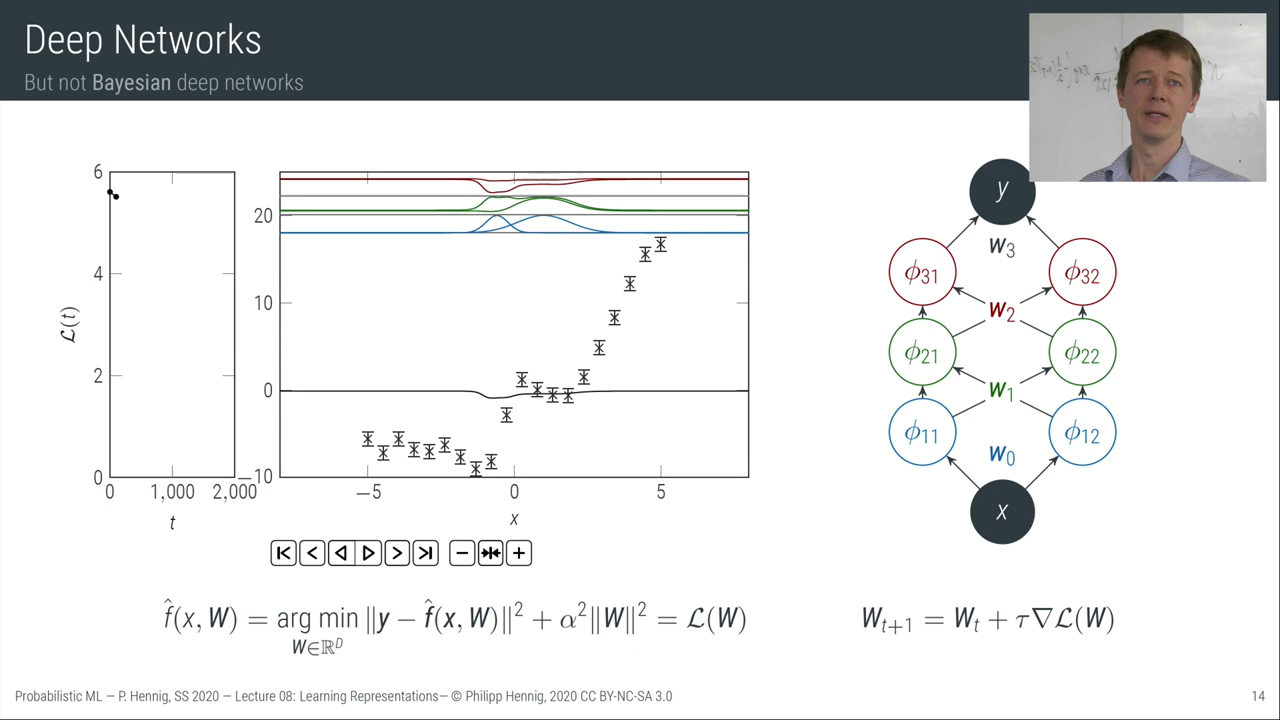 Deep Networks
But not Bayesian deep networks
6
4
2
0
ℒ(t)
0 1,000 2,000
t
20
10
0
−10
−5 0 5
x
y
w₃
ϕ₃₁ ϕ₃₂
w₂
ϕ₂₁ ϕ₂₂
w₁
ϕ₁₁ ϕ₁₂
w₀
x
f̂(x, W) = arg min ‖y − f̂(x, W)‖² + α²‖W‖² = ℒ(W)
W∈ℝᴰ
Wₜ₊₁ = Wₜ + τ∇ℒ(W)
Probabilistic ML — P. Hennig, SS 2020 — Lecture 08: Learning Representations— © Philipp Hennig, 2020 CC BY-NC-SA 3.0
14